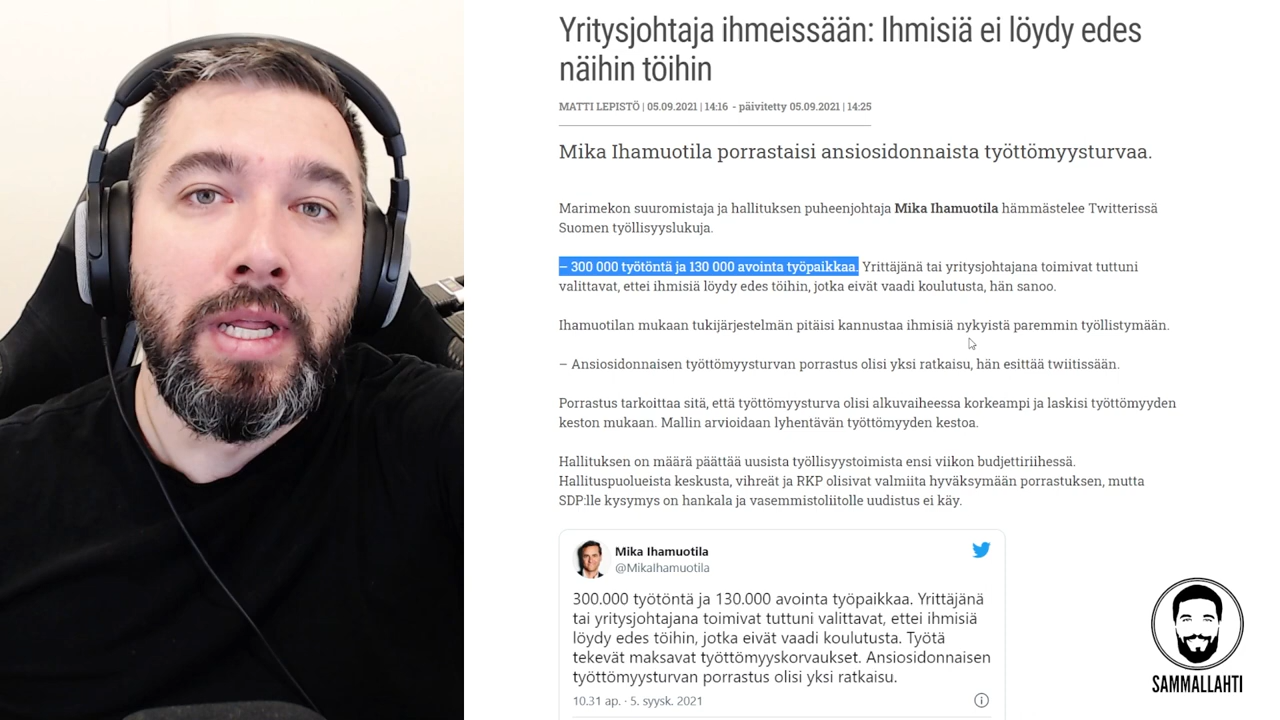 Yritysjohtaja ihmeissään: Ihmisiä ei löydy edes
näihin töihin
MATTI LEPISTÖ | 05.09.2021 | 14:16 - päivitetty 05.09.2021 | 14:25
Mika Ihamuotila porrastaisi ansiosidonnaista työttömyysturvaa.
Marimekon suuromistaja ja hallituksen puheenjohtaja Mika Ihamuotila hämmästelee Twitterissä
Suomen työllisyyslukuja.
– 300 000 työtöntä ja 130 000 avointa työpaikkaa. Yrittäjänä tai yritysjohtajana toimivat tuttuni
valittavat, ettei ihmisiä löydy edes töihin, jotka eivät vaadi koulutusta, hän sanoo.
Ihamuotilan mukaan tukijärjestelmän pitäisi kannustaa ihmisiä nykyistä paremmin työllistymään.
– Ansiosidonnaisen työttömyysturvan porrastus olisi yksi ratkaisu, hän esittää twiitissään.
Porrastus tarkoittaa sitä, että työttömyysturva olisi alkuvaiheessa korkeampi ja laskisi työttömyyden
keston mukaan. Mallin arvioidaan lyhentävän työttömyyden kestoa.
Hallituksen on määrä päättää uusista työllisyystoimista ensi viikon budjettiriihessä.
Hallituspuolueista keskusta, vihreät ja RKP olisivat valmiita hyväksymään porrastuksen, mutta
SDP:lle kysymys on hankala ja vasemmistoliitolle uudistus ei käy.
Mika Ihamuotila
@MikaIhamuotila
300.000 työtöntä ja 130.000 avointa työpaikkaa. Yrittäjänä
tai yritysjohtajana toimivat tuttuni valittavat, ettei ihmisiä
löydy edes töihin, jotka eivät vaadi koulutusta. Työtä
tekevät maksavat työttömyyskorvaukset. Ansiosidonnaisen
työttömyysturvan porrastus olisi yksi ratkaisu.
10.31 ap. · 5. syysk. 2021
SAMMALLAHTI